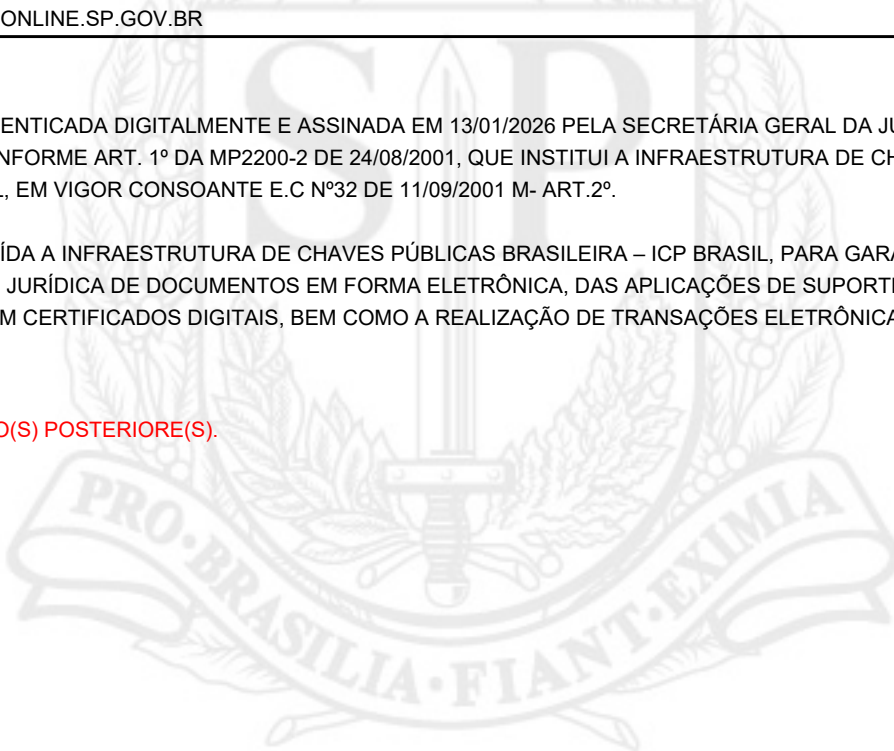 ONLINE.SP.GOV.BR
ENTICADA DIGITALMENTE E ASSINADA EM 13/01/2026 PELA SECRETÁRIA GERAL DA JU
NFORME ART. 1º DA MP2200-2 DE 24/08/2001, QUE INSTITUI A INFRAESTRUTURA DE CH
L, EM VIGOR CONSOANTE E.C Nº32 DE 11/09/2001 M- ART.2º.
ÍDA A INFRAESTRUTURA DE CHAVES PÚBLICAS BRASILEIRA – ICP BRASIL, PARA GARA
JURÍDICA DE DOCUMENTOS EM FORMA ELETRÔNICA, DAS APLICAÇÕES DE SUPORT
M CERTIFICADOS DIGITAIS, BEM COMO A REALIZAÇÃO DE TRANSAÇÕES ELETRÔNICA
O(S) POSTERIORE(S).
SP
PRO·BRASILIA·FIANT·EXIMIA